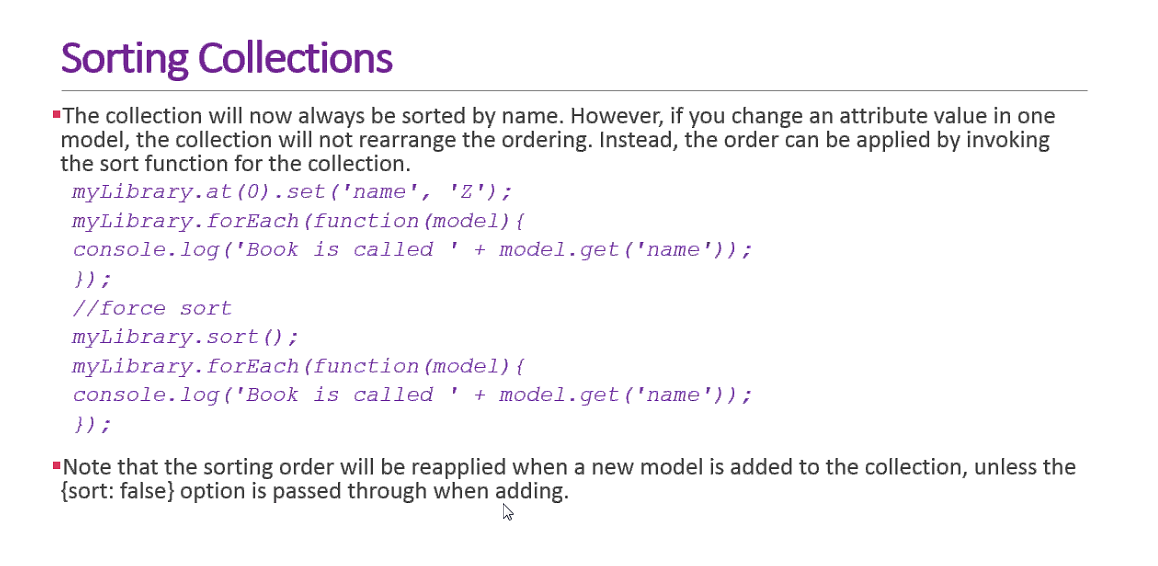 Sorting Collections
▪The collection will now always be sorted by name. However, if you change an attribute value in one
model, the collection will not rearrange the ordering. Instead, the order can be applied by invoking
the sort function for the collection.
myLibrary.at(0).set('name', 'Z');
myLibrary.forEach(function(model){
console.log('Book is called ' + model.get('name'));
});
//force sort
myLibrary.sort();
myLibrary.forEach(function(model){
console.log('Book is called ' + model.get('name'));
});
▪Note that the sorting order will be reapplied when a new model is added to the collection, unless the
{sort: false} option is passed through when adding.